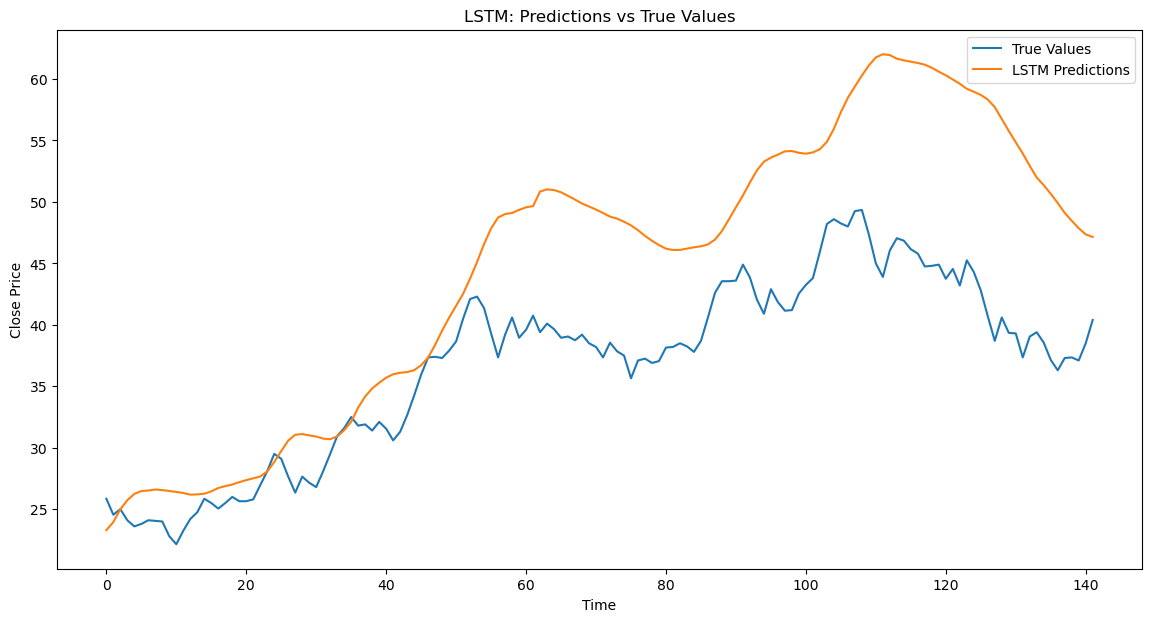 LSTM: Predictions vs True Values
True Values
LSTM Predictions
Close Price
60
55
50
45
40
35
30
25
0 20 40 60 80 100 120 140
Time